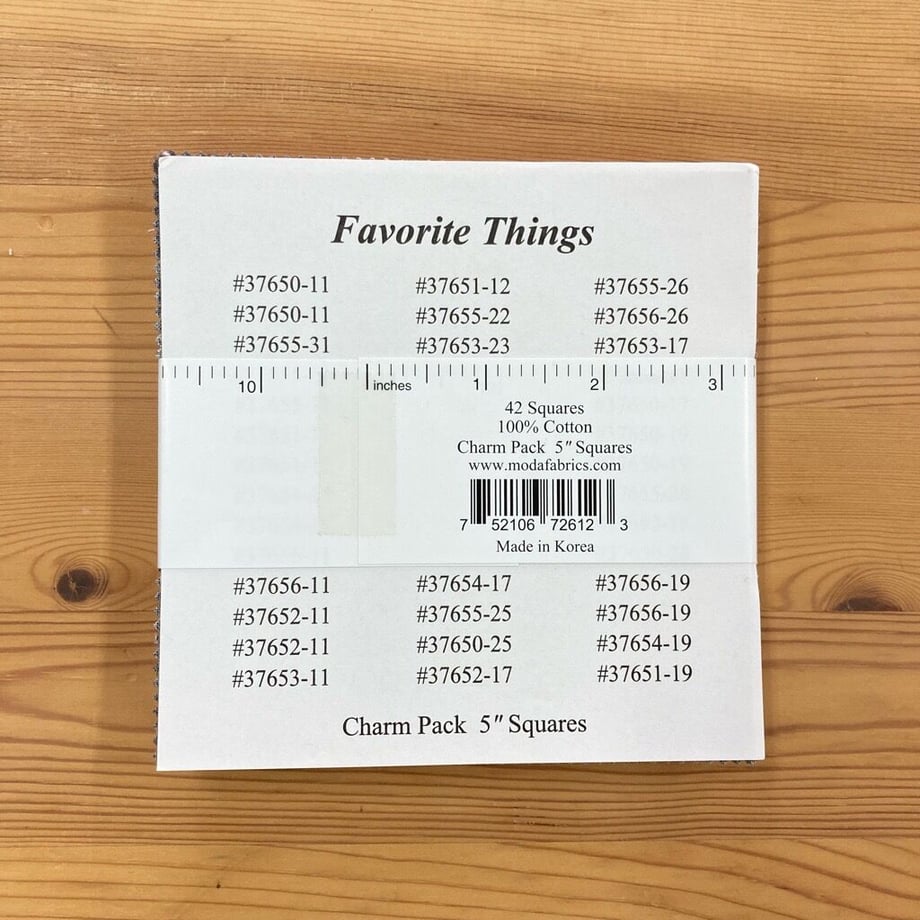 Favorite Things
#37650-11 #37651-12 #37655-26
#37650-11 #37655-22 #37656-26
#37655-31 #37653-23 #37653-17
10 inches 1 2 3
42 Squares
100% Cotton
Charm Pack 5" Squares
www.modafabrics.com
7 52106 72612 3
Made in Korea
#37656-11 #37654-17 #37656-19
#37652-11 #37655-25 #37656-19
#37652-11 #37650-25 #37654-19
#37653-11 #37652-17 #37651-19
Charm Pack 5" Squares